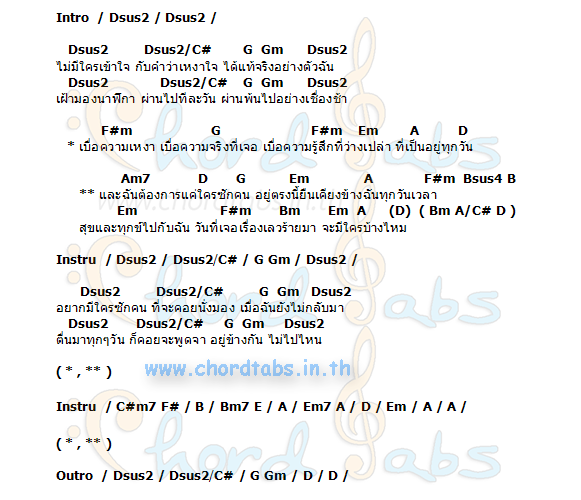 Intro / Dsus2 / Dsus2 /
Dsus2 Dsus2/C# G Gm Dsus2
ไม่มีใครเข้าใจ กับคำว่าเหงาใจ ได้แท้จริงอย่างตัวฉัน
Dsus2 Dsus2/C# G Gm Dsus2
เฝ้ามองนาฬิกา ผ่านไปทีละวัน ผ่านพ้นไปอย่างเชื่องช้า
F#m G F#m Em A D
* เบื่อความเหงา เบื่อความจริงที่เจอ เบื่อความรู้สึกที่ว่างเปล่า ที่เป็นอยู่ทุกวัน
Am7 D G Em A F#m Bsus4 B
** และฉันต้องการแค่ใครซักคน อยู่ตรงนี้ยืนเคียงข้างฉันทุกวันเวลา
Em F#m Bm Em A (D) ( Bm A/C# D )
สุขและทุกข์ไปกับฉัน วันที่เจอเรื่องเลวร้ายมา จะมีใครบ้างไหม
Instru / Dsus2 / Dsus2/C# / G Gm / Dsus2 /
Dsus2 Dsus2/C# G Gm Dsus2
อยากมีใครซักคน ที่จะคอยนั่งมอง เมื่อฉันยังไม่กลับมา
Dsus2 Dsus2/C# G Gm Dsus2
ตื่นมาทุกๆวัน ก็คอยจะพูดจา อยู่ข้างกัน ไม่ไปไหน
( * , ** )
www.chordtabs.in.th
Instru / C#m7 F# / B / Bm7 E / A / Em7 A / D / Em / A / A /
( * , ** )
Outro / Dsus2 / Dsus2/C# / G Gm / D / D /